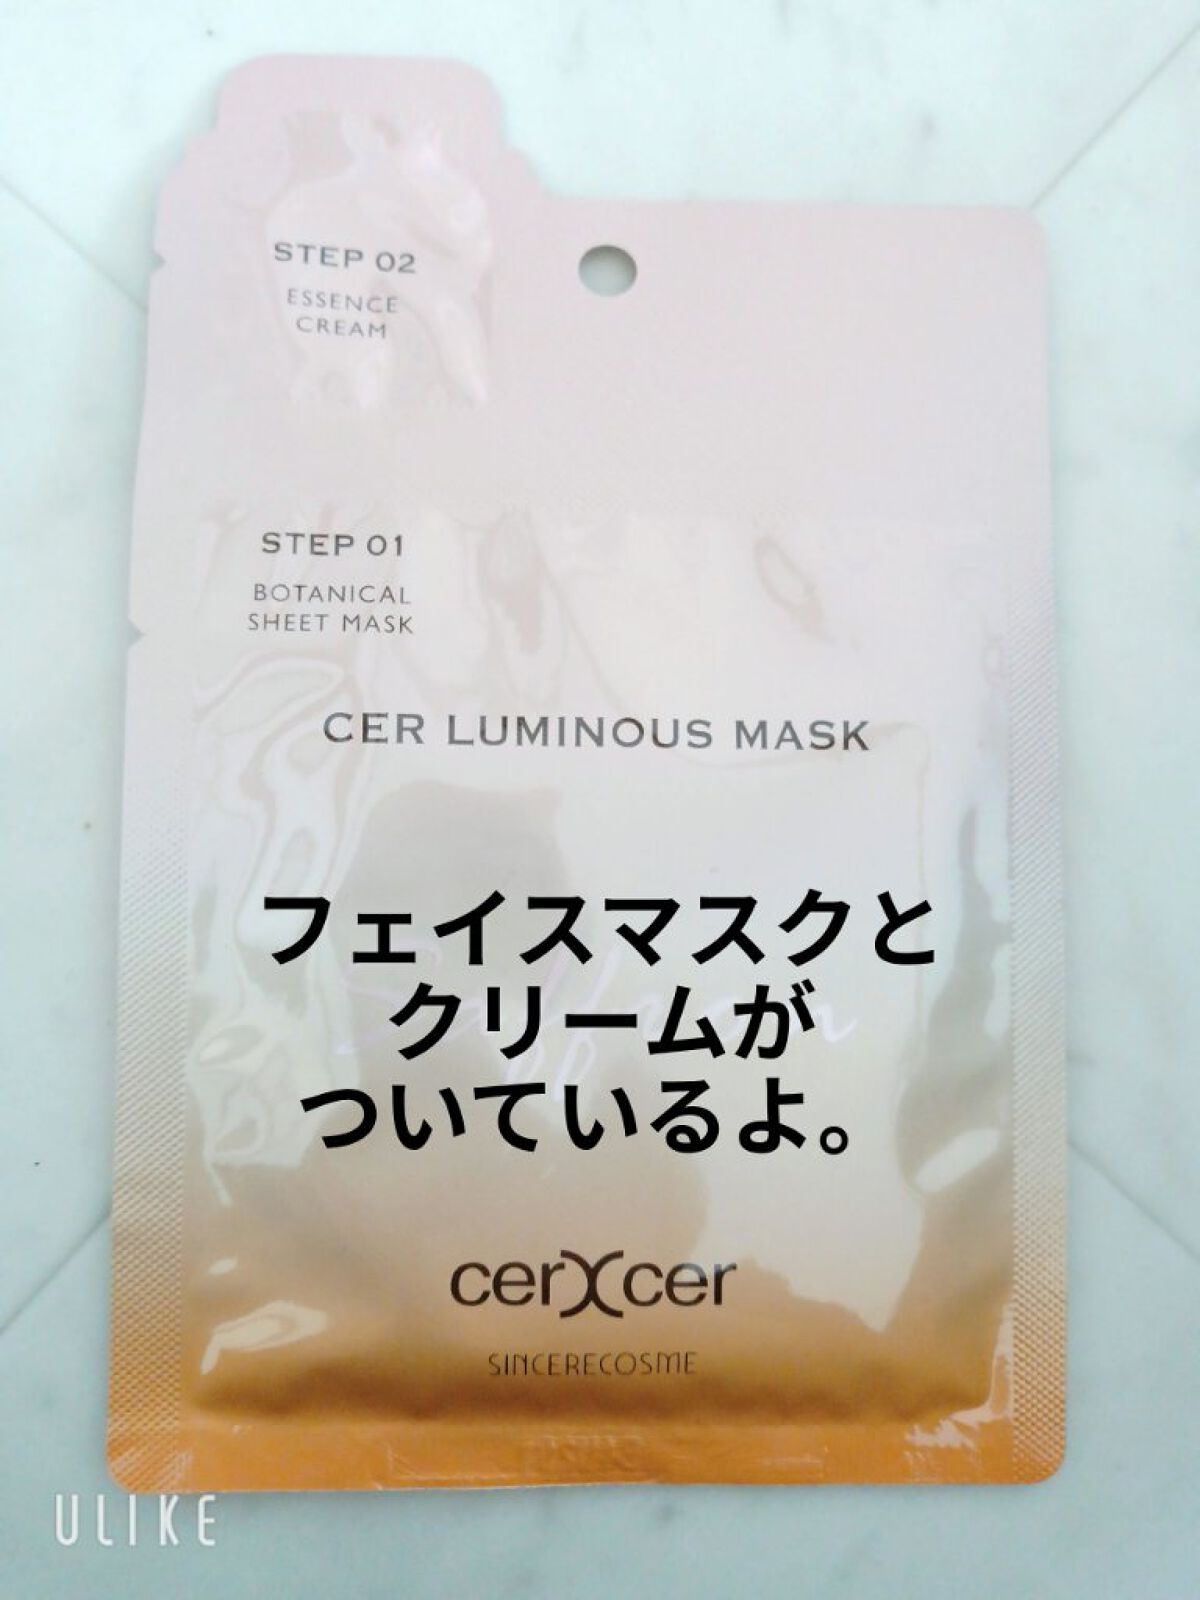 STEP 02
ESSENCE
CREAM
STEP 01
BOTANICAL
SHEET MASK
CER LUMINOUS MASK
フェイスマスクと
クリームが
ついているよ。
cerXcer
SINCERECOSME
ULIKE